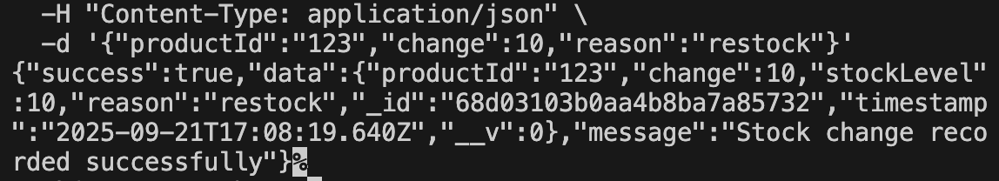 -H "Content-Type: application/json" \
-d '{"productId":"123","change":10,"reason":"restock"}'
{"success":true,"data":{"productId":"123","change":10,"stockLevel"
:10,"reason":"restock","_id":"68d03103b0aa4b8ba7a85732","timestamp
":"2025-09-21T17:08:19.640Z","__v":0},"message":"Stock change reco
rded successfully"}%